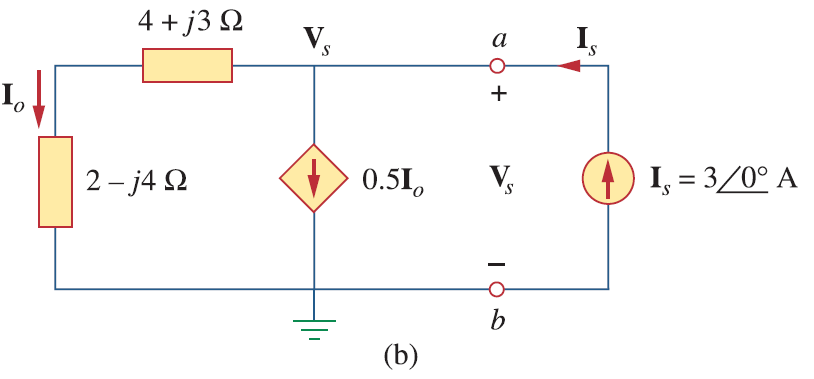 4 + j3 Ω
V_s
a
I_s
I_o
+
2 – j4 Ω
0.5I_o
V_s
I_s = 3∠0° A
–
b
(b)